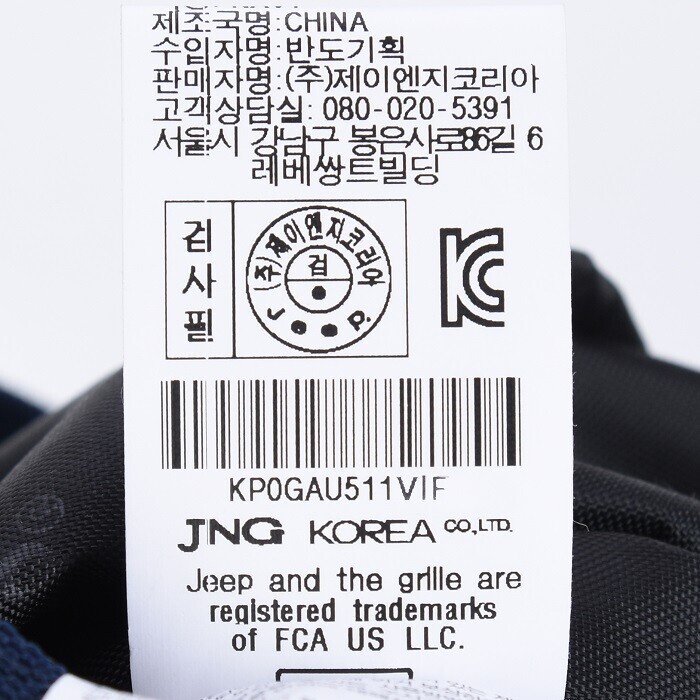 제조국명:CHINA
수입자명:반도기획
판매자명:(주)제이엔지코리아
고객상담실: 080-020-5391
서울시 강남구 봉은사로86길 6
레베쌍트빌딩
검사필
(주)제이엔지코리아
검
J●●P.
KC
KP0GAU511VIF
JNG KOREA CO.,LTD.
Jeep and the grille are
registered trademarks
of FCA US LLC.